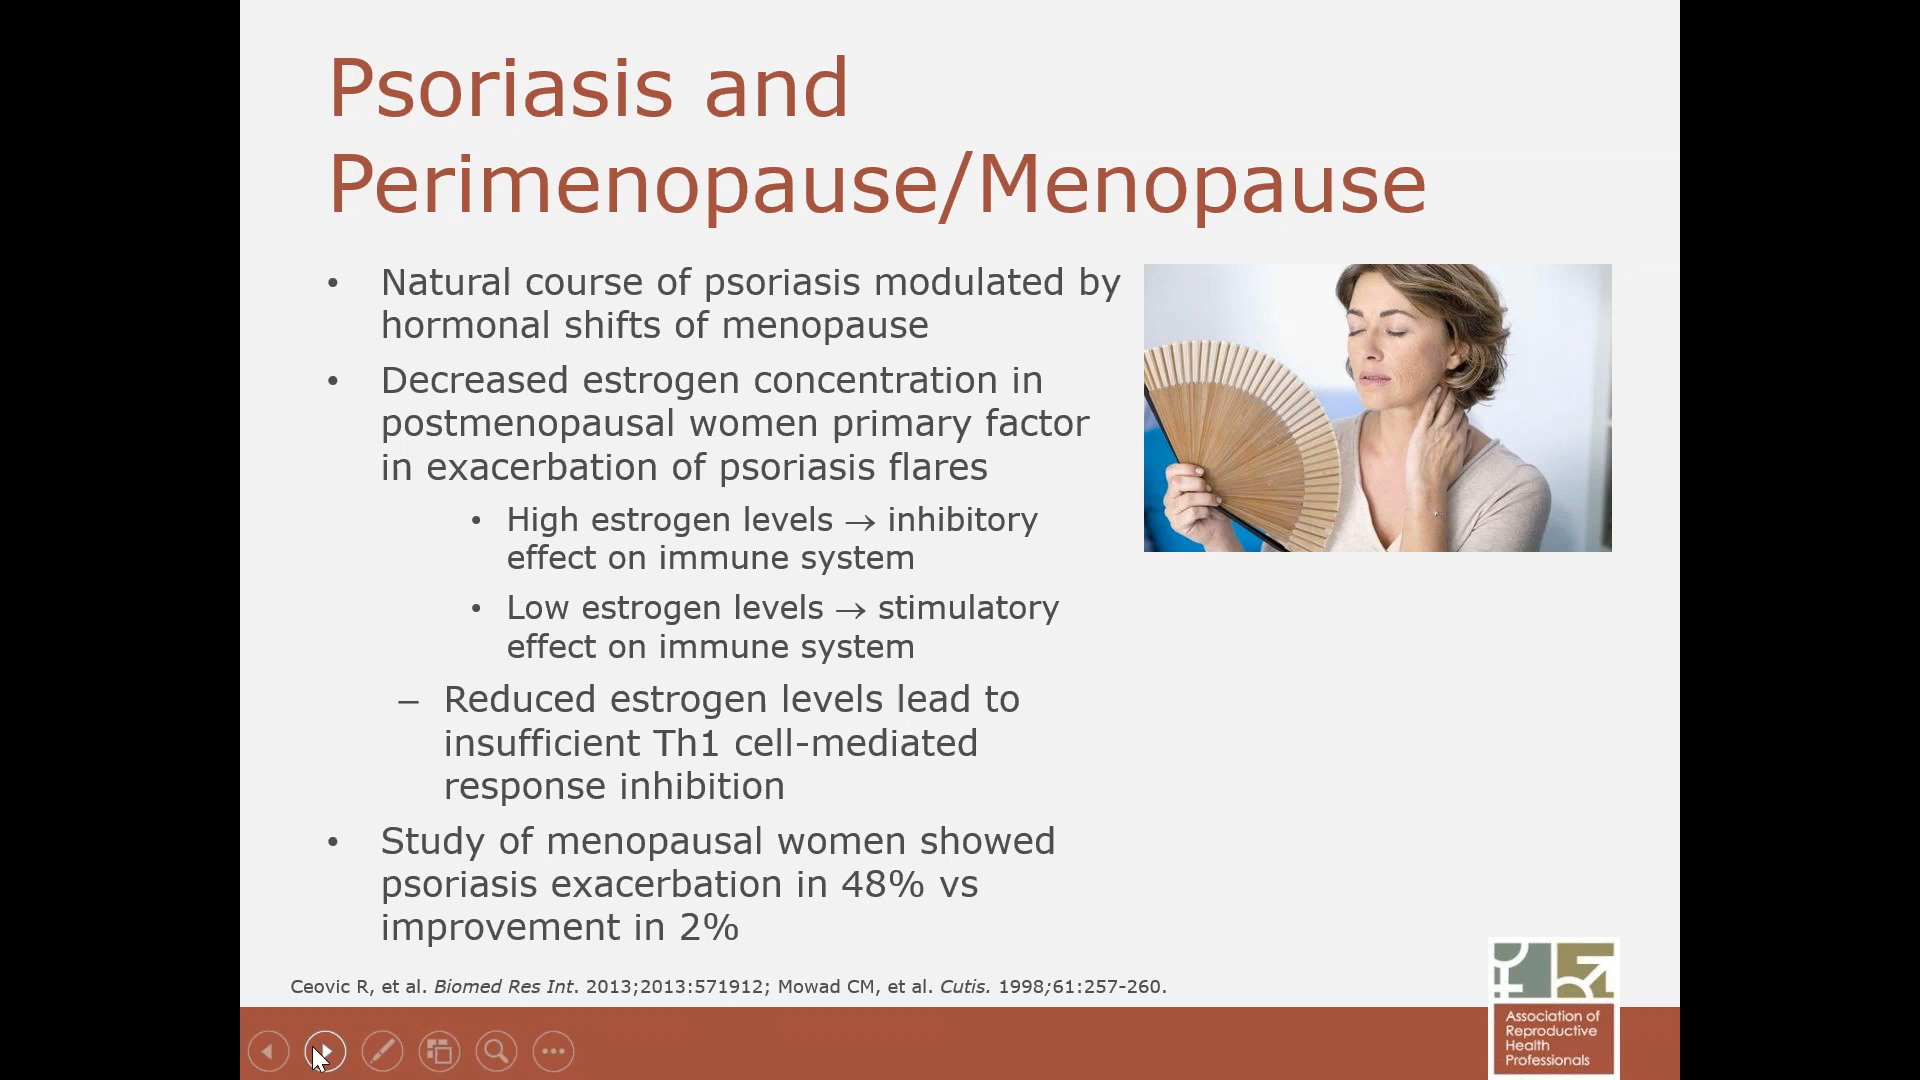 Psoriasis and
Perimenopause/Menopause
• Natural course of psoriasis modulated by
hormonal shifts of menopause
• Decreased estrogen concentration in
postmenopausal women primary factor
in exacerbation of psoriasis flares
• High estrogen levels → inhibitory
effect on immune system
• Low estrogen levels → stimulatory
effect on immune system
– Reduced estrogen levels lead to
insufficient Th1 cell-mediated
response inhibition
• Study of menopausal women showed
psoriasis exacerbation in 48% vs
improvement in 2%
Ceovic R, et al. Biomed Res Int. 2013;2013:571912; Mowad CM, et al. Cutis. 1998;61:257-260.
Association of
Reproductive
Health
Professionals